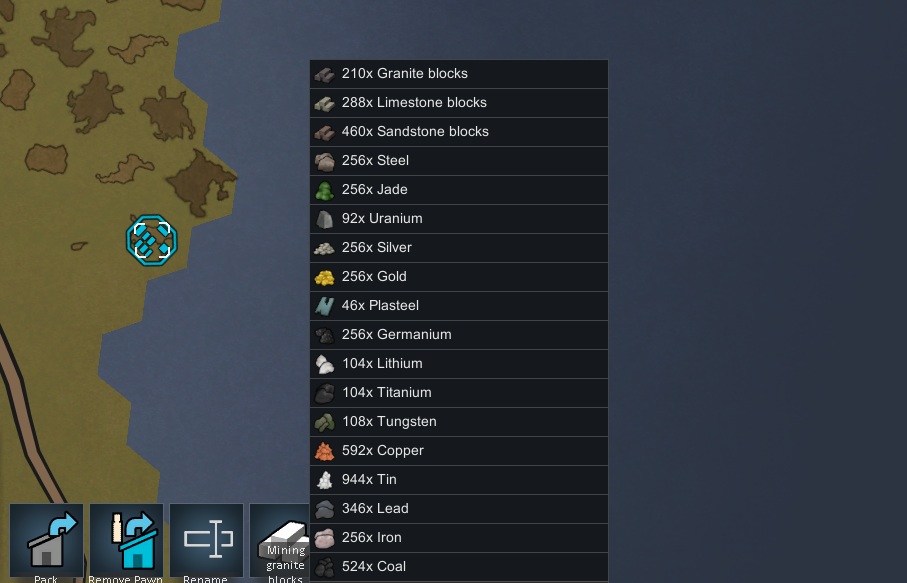 210x Granite blocks
288x Limestone blocks
460x Sandstone blocks
256x Steel
256x Jade
92x Uranium
256x Silver
256x Gold
46x Plasteel
256x Germanium
104x Lithium
104x Titanium
108x Tungsten
592x Copper
944x Tin
346x Lead
256x Iron
524x Coal
Pack
Remove Pawn
Rename
Mining
granite
blocks